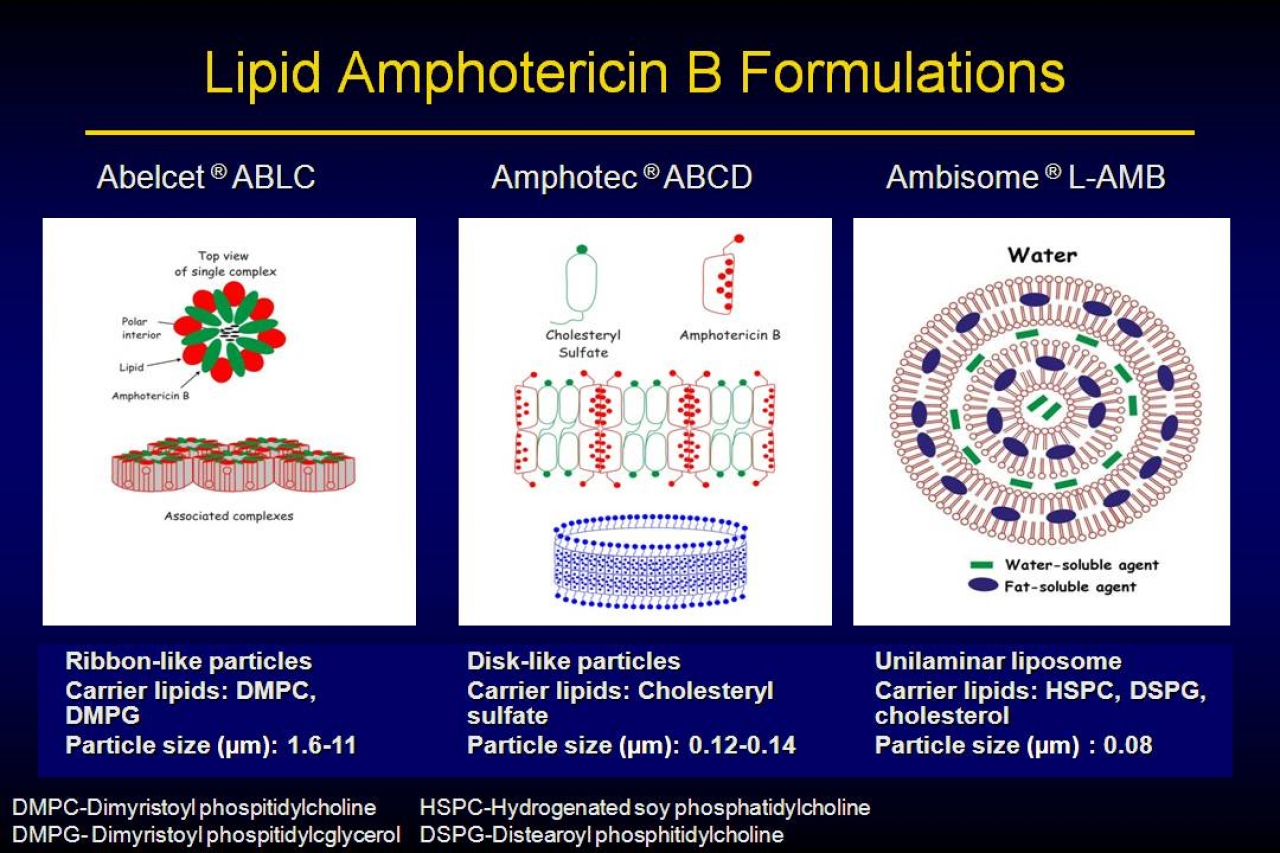 Lipid Amphotericin B Formulations
Abelcet ® ABLC
Amphotec ® ABCD
Ambisome ® L-AMB
Top view
of single complex
Polar
interior
Lipid
Amphotericin B
Associated complexes
Cholesteryl
Sulfate
Amphotericin B
Water
Water-soluble agent
Fat-soluble agent
Ribbon-like particles
Carrier lipids: DMPC,
DMPG
Particle size (µm): 1.6-11
Disk-like particles
Carrier lipids: Cholesteryl
sulfate
Particle size (µm): 0.12-0.14
Unilaminar liposome
Carrier lipids: HSPC, DSPG,
cholesterol
Particle size (µm) : 0.08
DMPC-Dimyristoyl phospitidylcholine
DMPG- Dimyristoyl phospitidylcglycerol
HSPC-Hydrogenated soy phosphatidylcholine
DSPG-Distearoyl phosphitidylcholine